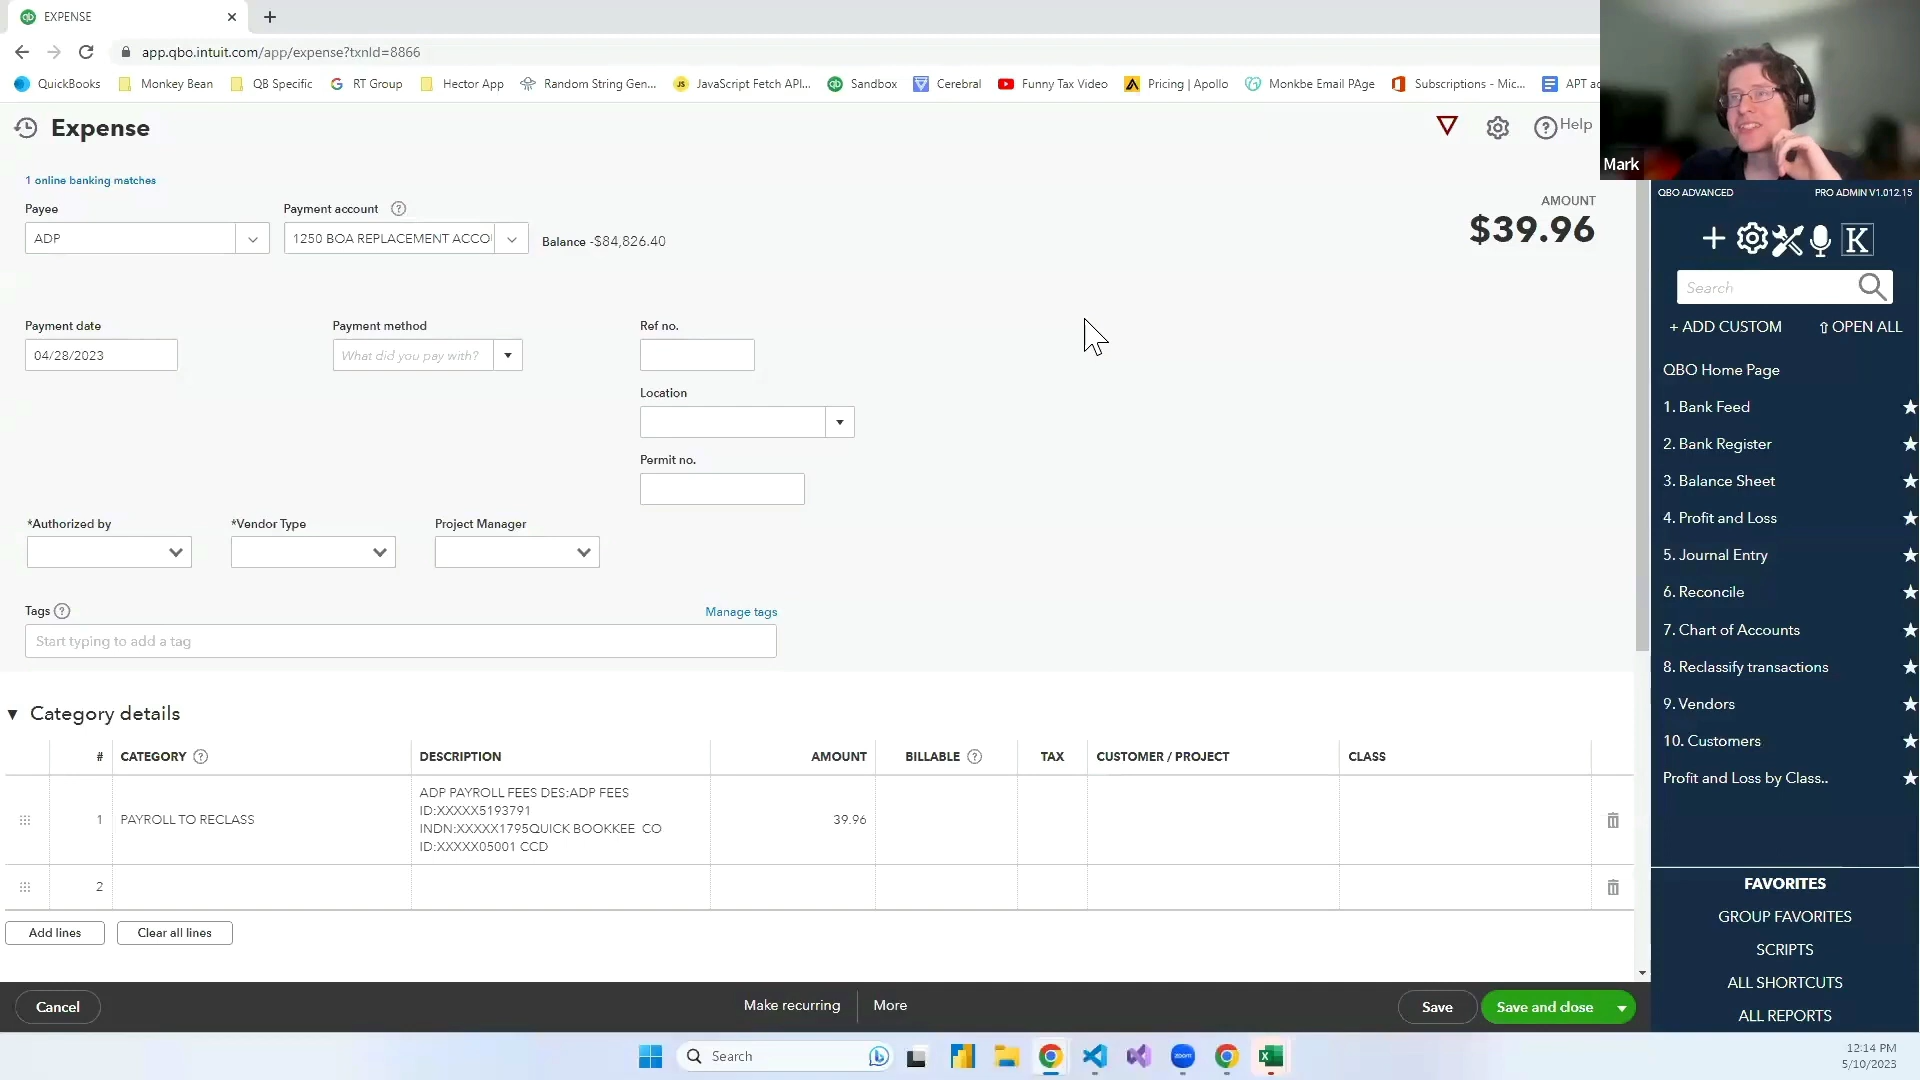 EXPENSE
app.qbo.intuit.com/app/expense?txnId=8866
QuickBooks
Monkey Bean
QB Specific
RT Group
Hector App
Random String Gen...
JavaScript Fetch API...
Sandbox
Cerebral
Funny Tax Video
Pricing | Apollo
Monkbe Email PAge
Subscriptions - Mic...
APT ac
Expense
Help
Mark
1 online banking matches
Payee
Payment account
ADP
1250 BOA REPLACEMENT ACCOU
Balance -$84,826.40
AMOUNT
$39.96
Payment date
Payment method
Ref no.
04/28/2023
What did you pay with?
Location
Permit no.
*Authorized by
*Vendor Type
Project Manager
Tags
Manage tags
Start typing to add a tag
Category details
# CATEGORY DESCRIPTION AMOUNT BILLABLE TAX CUSTOMER / PROJECT CLASS
1 PAYROLL TO RECLASS
ADP PAYROLL FEES DES:ADP FEES
ID:XXXXX5193791
INDN:XXXXX1795QUICK BOOKKEE CO
ID:XXXXX05001 CCD
39.96
2
Add lines
Clear all lines
Cancel
Make recurring
More
Save
Save and close
QBO ADVANCED
PRO ADMIN V1.012.15
K
Search
+ ADD CUSTOM
⇧ OPEN ALL
QBO Home Page
1. Bank Feed
2. Bank Register
3. Balance Sheet
4. Profit and Loss
5. Journal Entry
6. Reconcile
7. Chart of Accounts
8. Reclassify transactions
9. Vendors
10. Customers
Profit and Loss by Class..
FAVORITES
GROUP FAVORITES
SCRIPTS
ALL SHORTCUTS
ALL REPORTS
Search
zoom
12:14 PM
5/10/2023